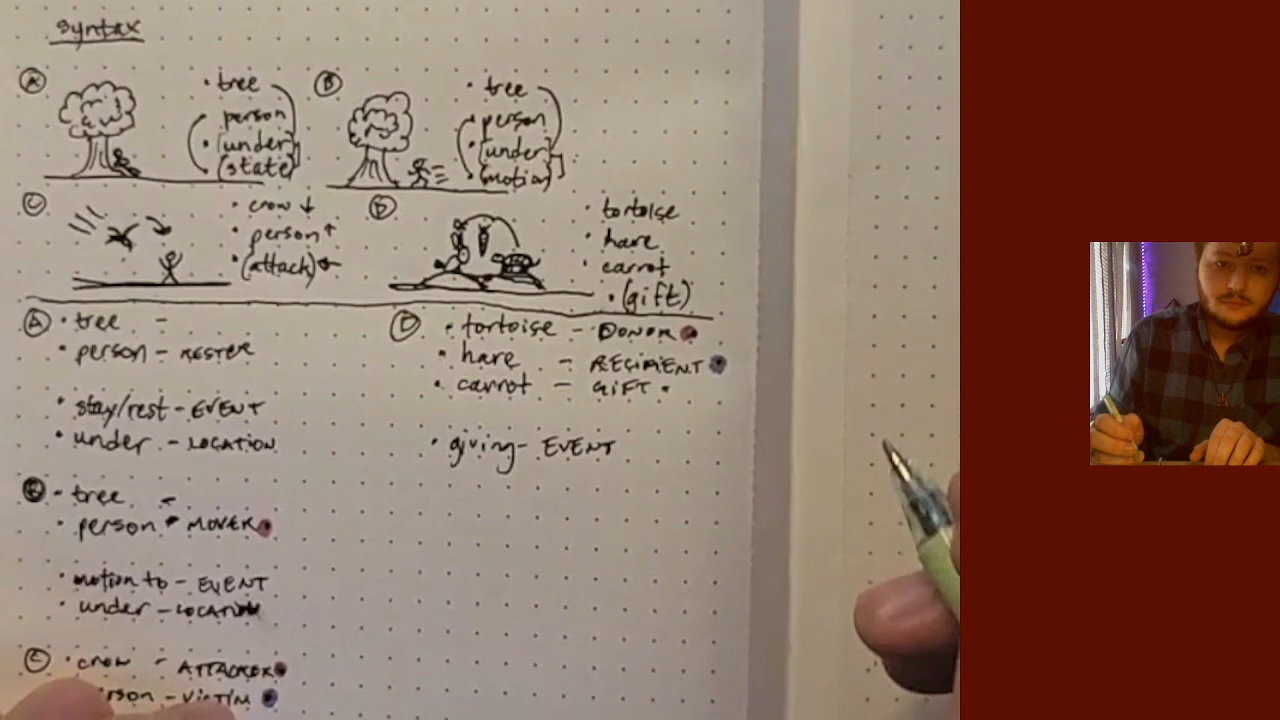 syntax
Ⓐ
• tree
person
• (under)
(state)
Ⓑ
• tree
• person
• (under)
(motion)
Ⓒ
• crow ↓
• person ↑
• (attack) ←
Ⓓ
• tortoise
• hare
• carrot
• (gift)
Ⓐ • tree –
• person – RESTER
• stay/rest – EVENT
• under – LOCATION
• tree –
• person – MOVER
• motion to – EVENT
• under – LOCATION
Ⓒ • crow – ATTACKER
person – VICTIM
Ⓓ • tortoise – DONOR
• hare – RECIPIENT
• carrot – GIFT
• giving – EVENT